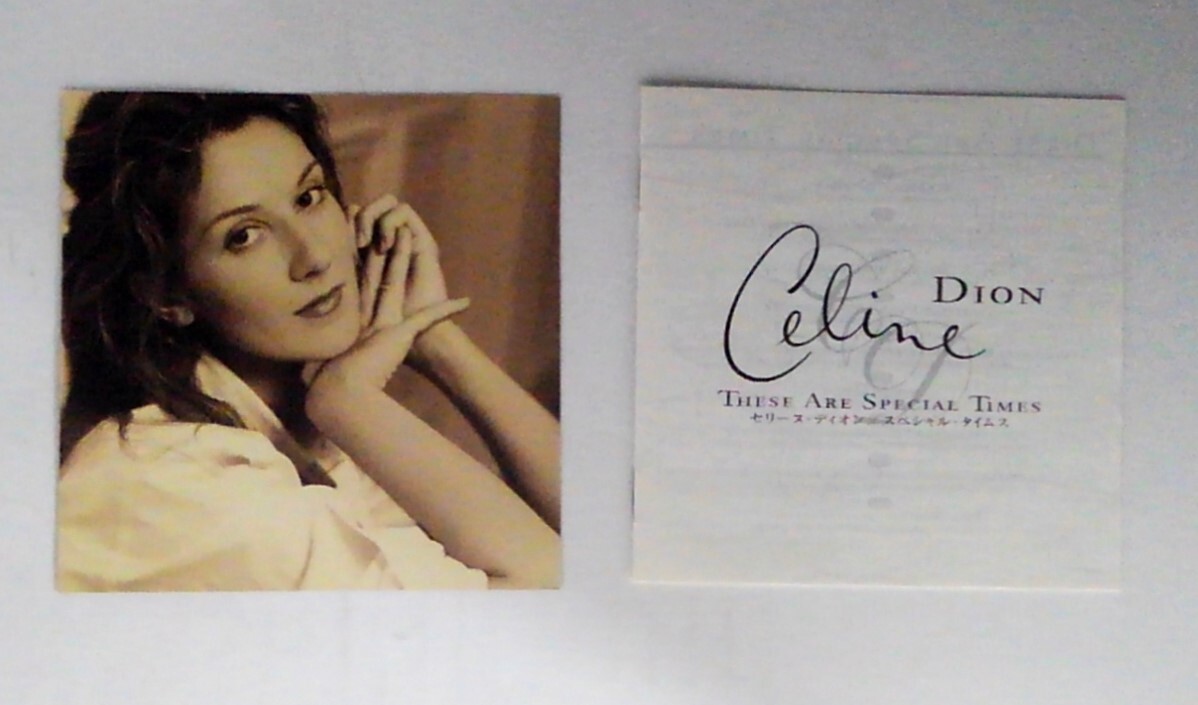 Celine DION
THESE ARE SPECIAL TIMES
セリーヌ・ディオン スペシャル・タイムス